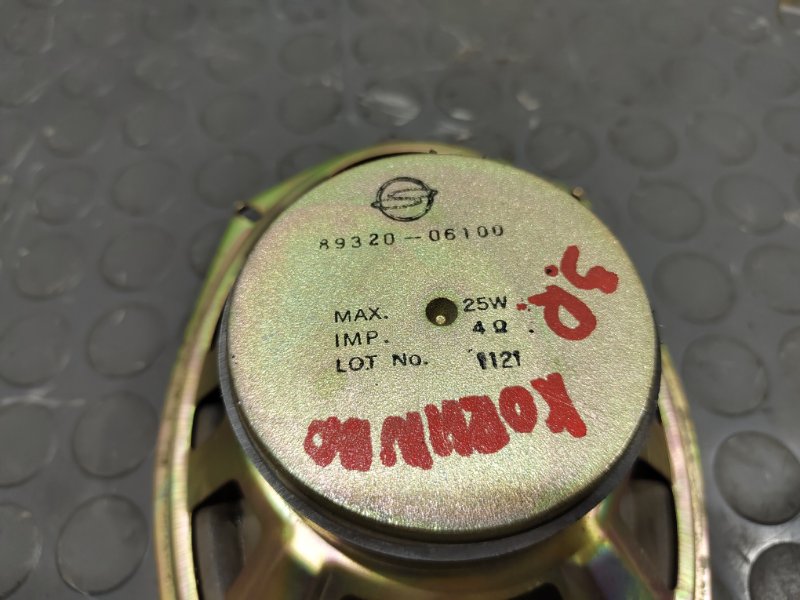 89320-06100
MAX. 25W.
IMP. 4Ω.
LOT No. 1121
S.R.